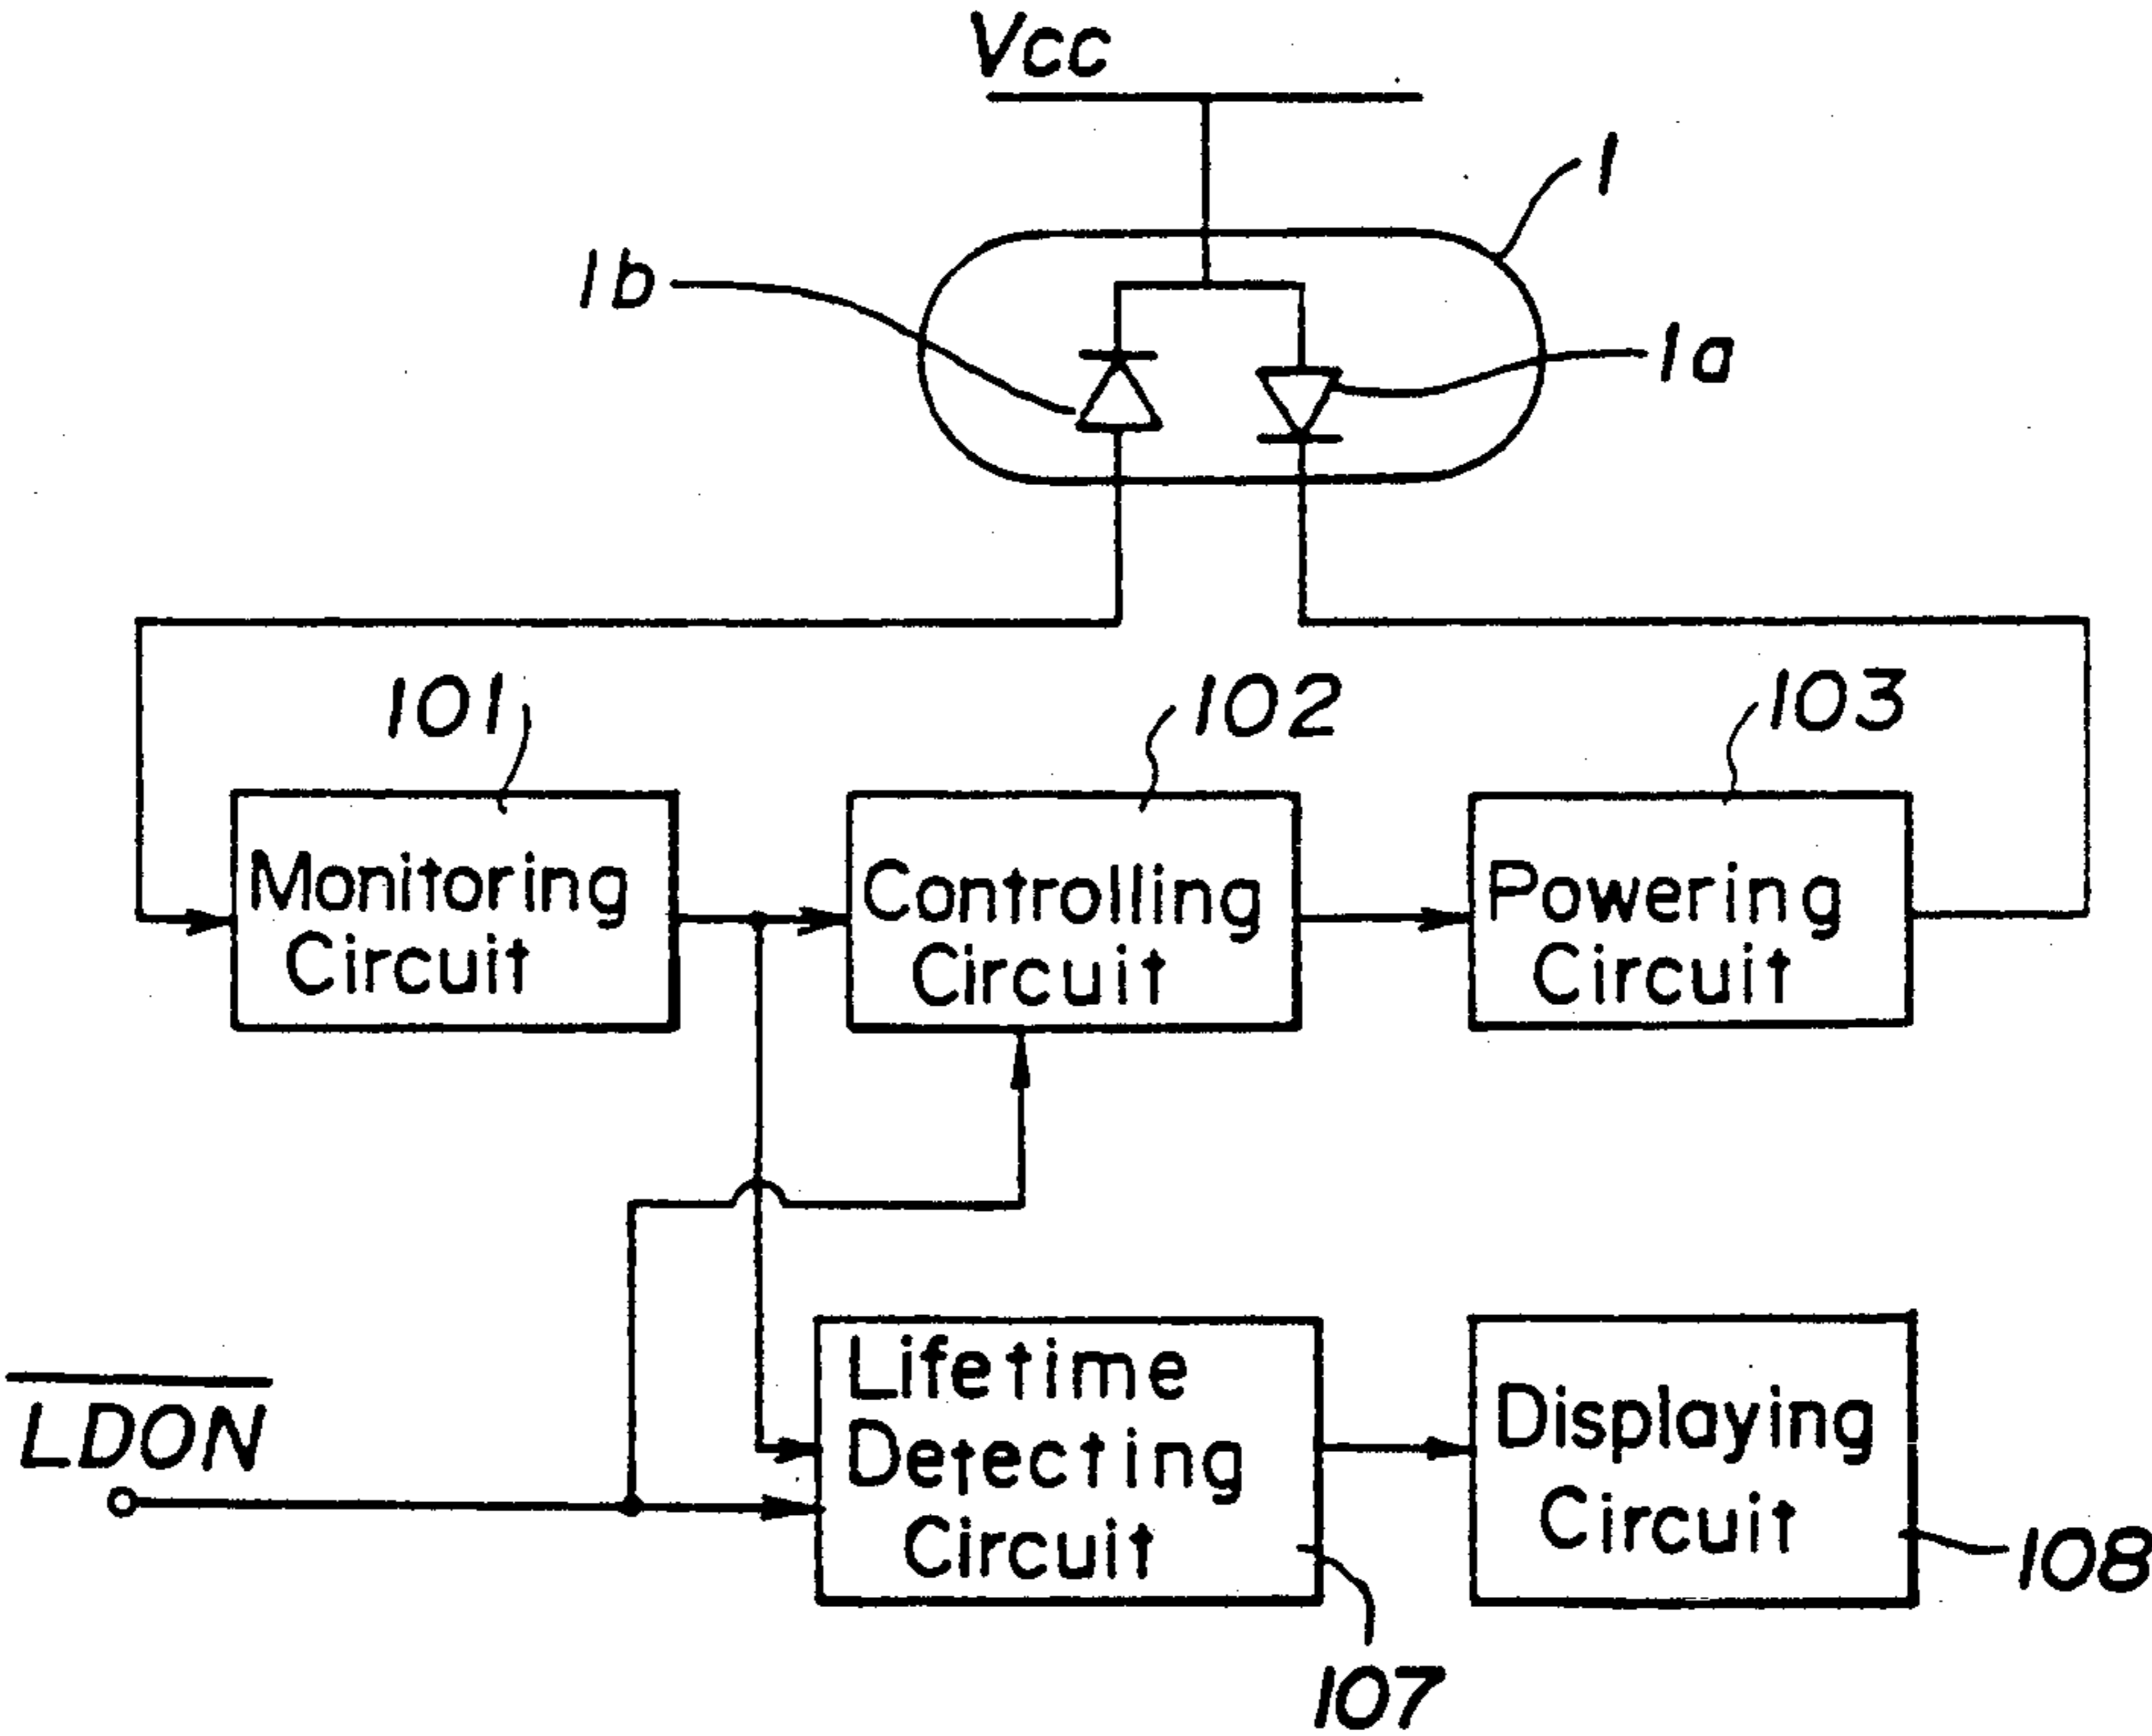 Vcc
1
1b
1a
101
102
103
Monitoring
Circuit
Controlling
Circuit
Powering
Circuit
LDON
Lifetime
Detecting
Circuit
Displaying
Circuit
108
107